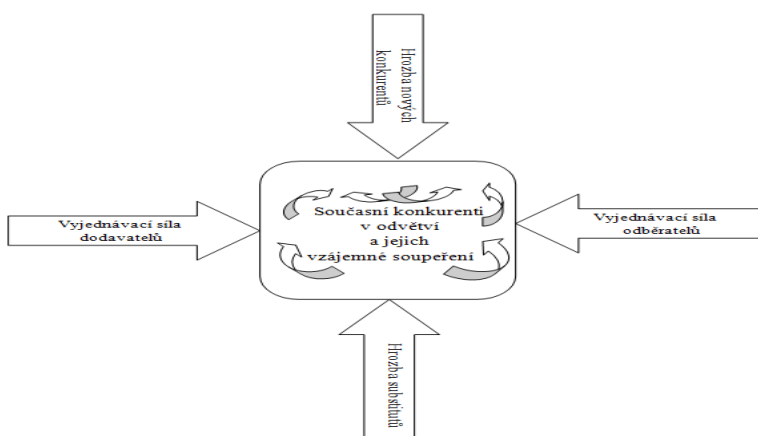 Hrozba nových
konkurentů
Současní konkurenti
v odvětví
a jejich
vzájemné soupeření
Vyjednávací síla
dodavatelů
Vyjednávací síla
odběratelů
Hrozba substitutů